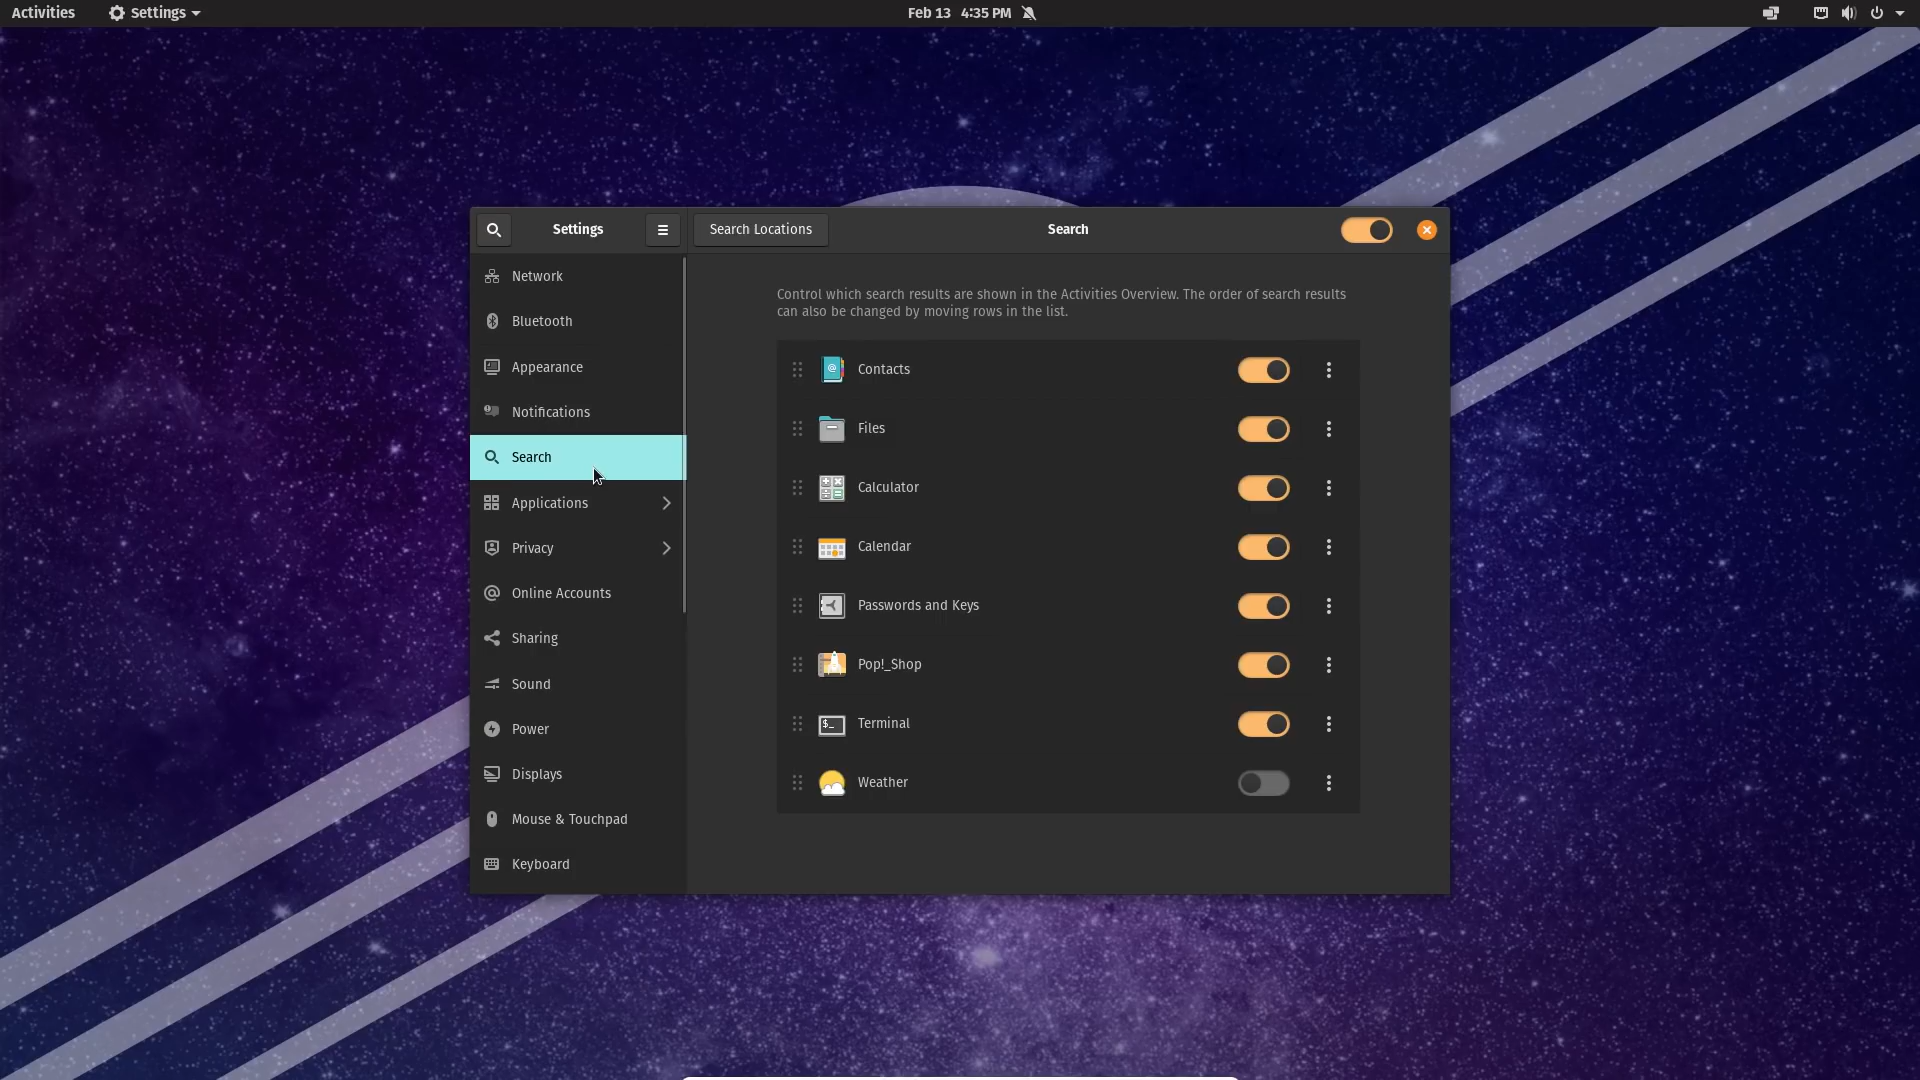 Activities
Settings
Feb 13 4:35 PM
Settings
Search Locations
Search
Network
Bluetooth
Appearance
Notifications
Search
Applications
Privacy
Online Accounts
Sharing
Sound
Power
Displays
Mouse & Touchpad
Keyboard
Control which search results are shown in the Activities Overview. The order of search results
can also be changed by moving rows in the list.
Contacts
Files
Calculator
Calendar
Passwords and Keys
Pop!_Shop
Terminal
Weather